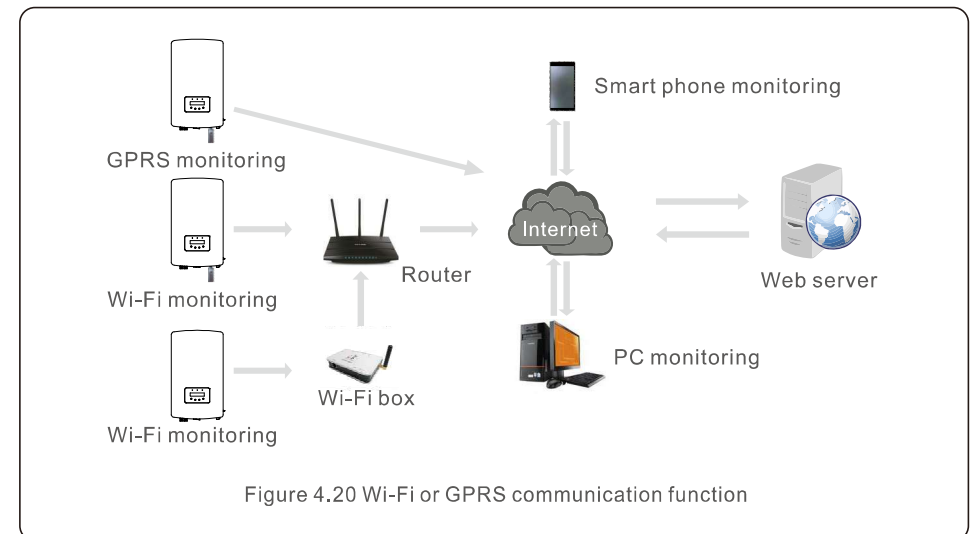 Smart phone monitoring
GPRS monitoring
Internet
Router
Web server
Wi-Fi monitoring
PC monitoring
Wi-Fi box
Wi-Fi monitoring
Figure 4.20 Wi-Fi or GPRS communication function